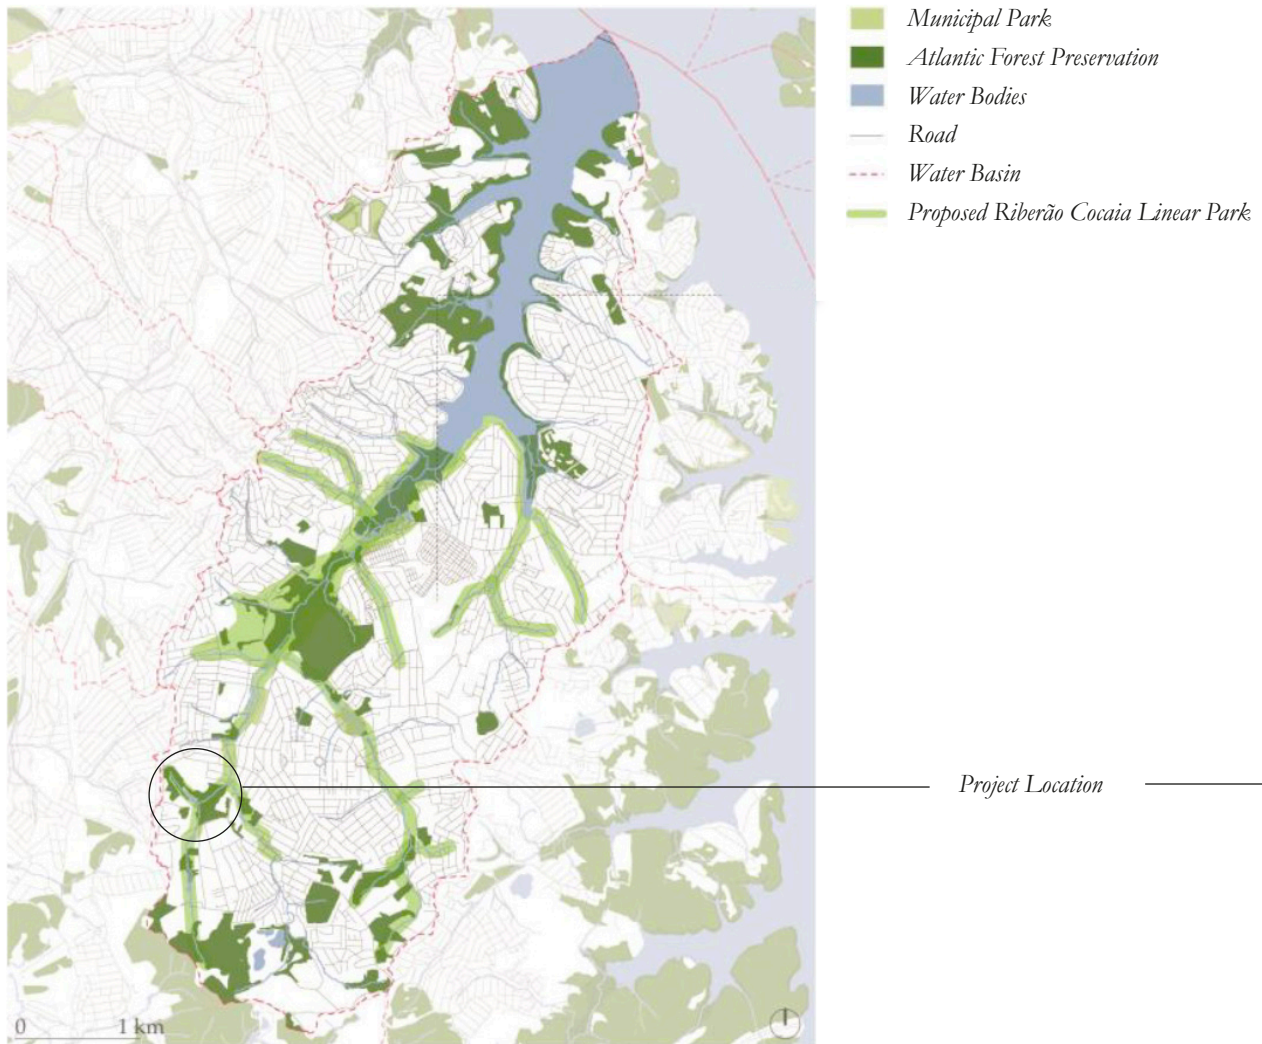 Municipal Park
Atlantic Forest Preservation
Water Bodies
Road
Water Basin
Proposed Riberão Cocaia Linear Park
Project Location
0 1 km